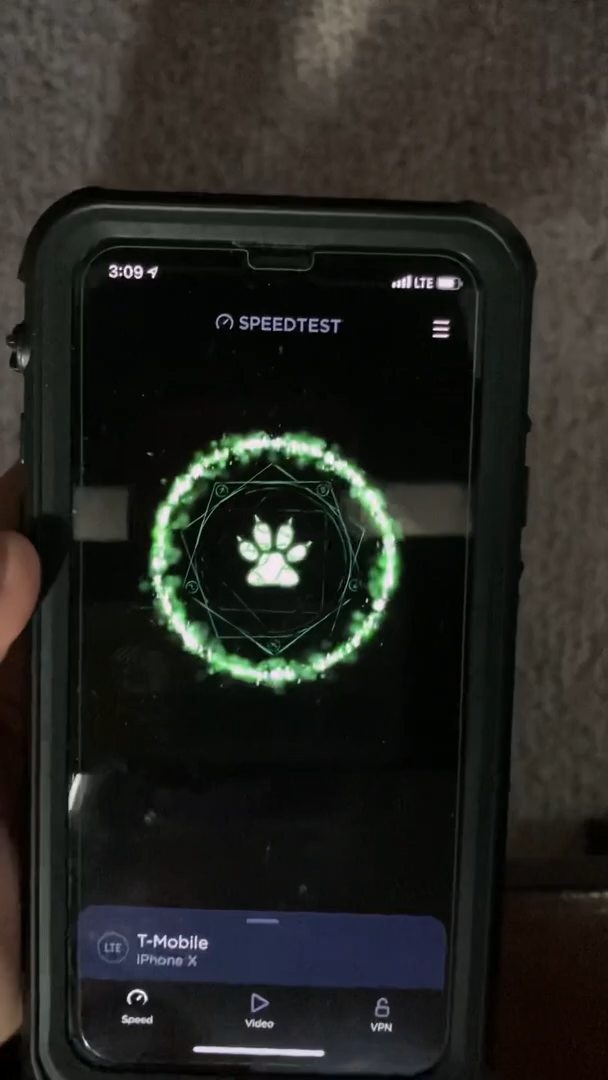 3:09
LTE
SPEEDTEST
LTE
T-Mobile
iPhone X
Speed
Video
VPN